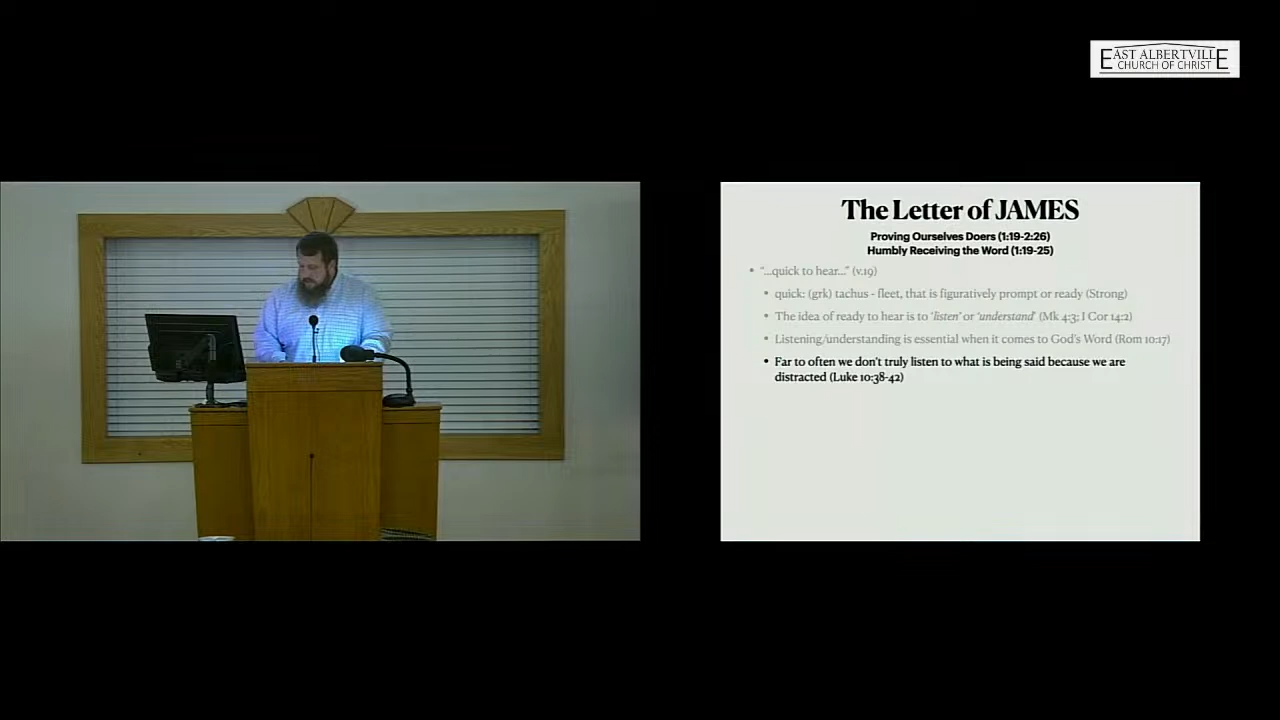 EAST ALBERTVILLE
CHURCH OF CHRIST
The Letter of JAMES
Proving Ourselves Doers (1:19-2:26)
Humbly Receiving the Word (1:19-25)
• "...quick to hear..." (v.19)
• quick: (grk) tachus - fleet, that is figuratively prompt or ready (Strong)
• The idea of ready to hear is to 'listen' or 'understand' (Mk 4:3; I Cor 14:2)
• Listening/understanding is essential when it comes to God's Word (Rom 10:17)
• Far to often we don't truly listen to what is being said because we are
distracted (Luke 10:38-42)